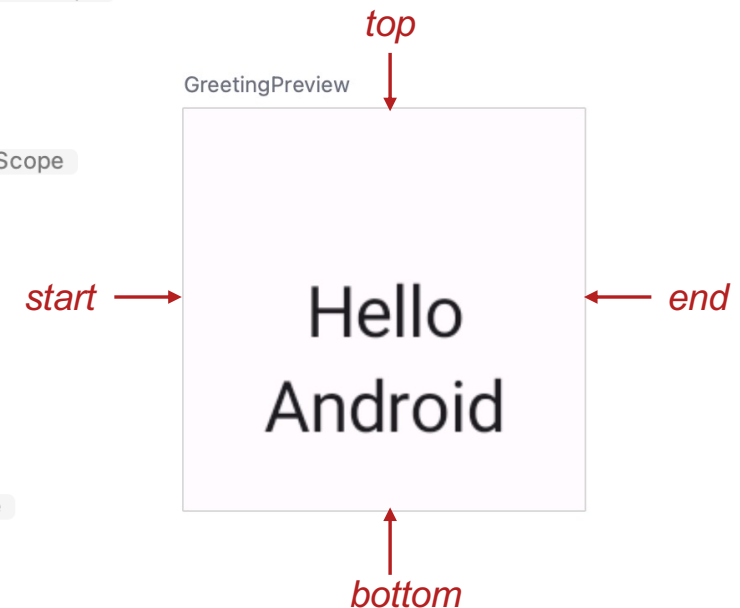 top
GreetingPreview
Scope
start
end
Hello
Android
bottom